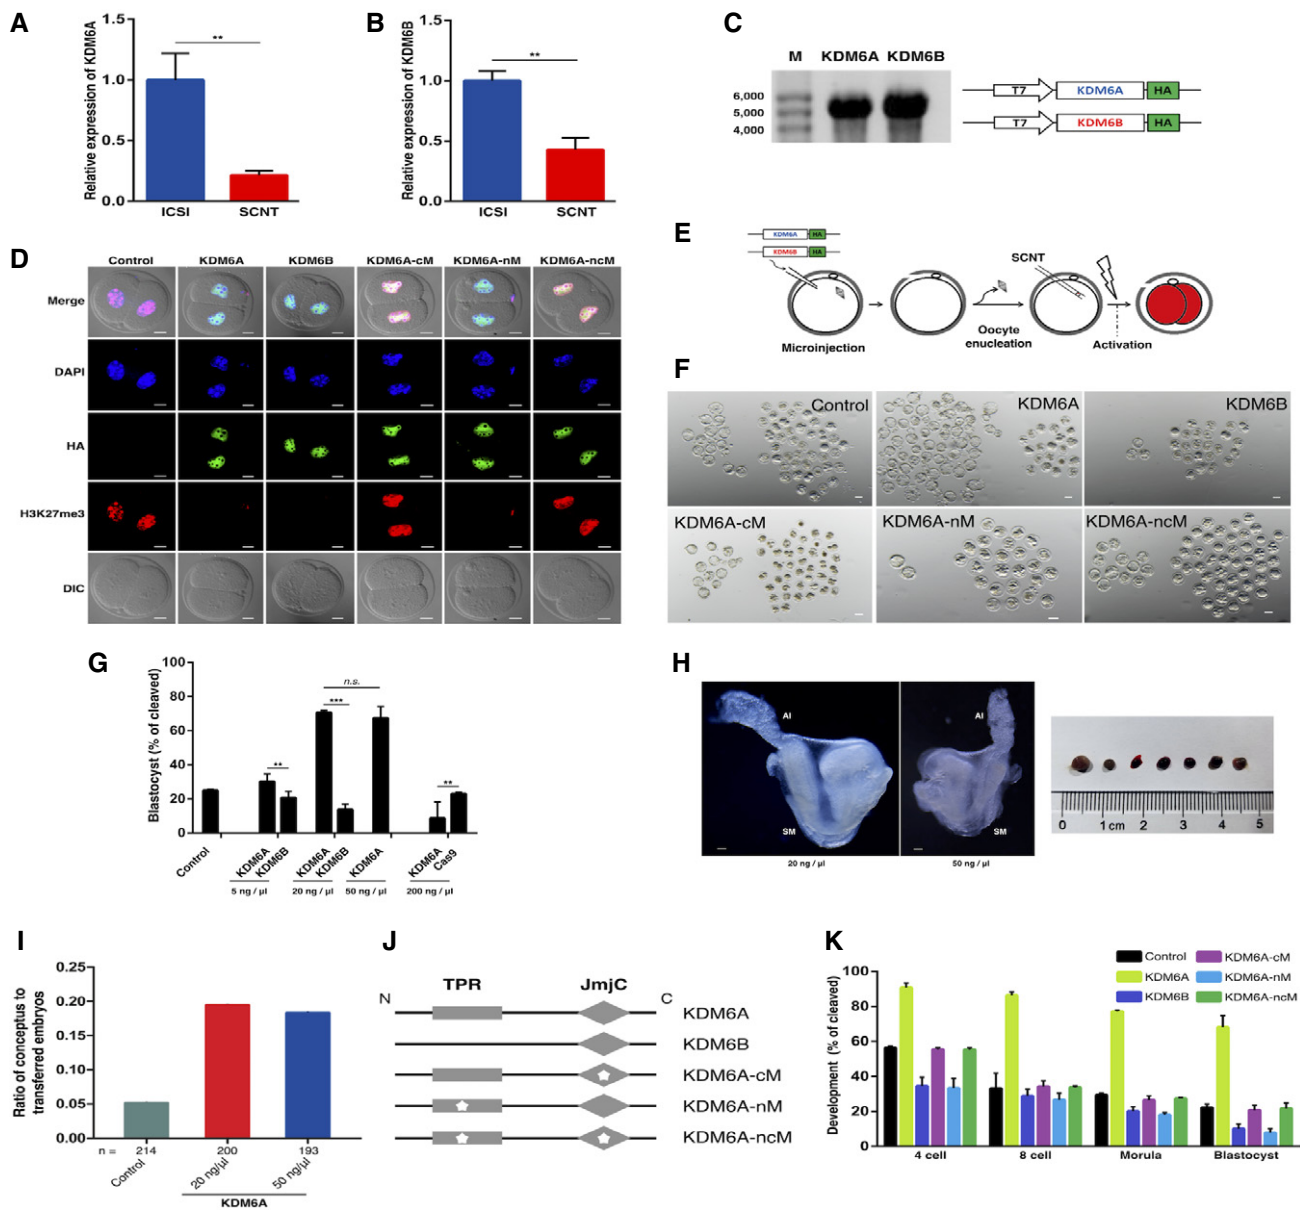 A
Relative expression of KDM6A
1.5
1.0
0.5
0.0
**
ICSI
SCNT
B
Relative expression of KDM6B
1.5
1.0
0.5
0.0
**
ICSI
SCNT
C
M KDM6A KDM6B
6,000
5,000
4,000
T7 KDM6A HA
T7 KDM6B HA
D
Control KDM6A KDM6B KDM6A-cM KDM6A-nM KDM6A-ncM
Merge
DAPI
HA
H3K27me3
DIC
E
KDM6A HA
KDM6B HA
SCNT
Microinjection
Oocyte
enucleation
Activation
F
Control
KDM6A
KDM6B
KDM6A-cM
KDM6A-nM
KDM6A-ncM
G
Blastocyst (% of cleaved)
100
80
60
40
20
0
**
***
n.s.
**
Control
KDM6A
KDM6B
KDM6A
KDM6B
KDM6A
KDM6A
Cas9
5 ng / µl
20 ng / µl
50 ng / µl
200 ng / µl
H
Al
SM
20 ng / µl
Al
SM
50 ng / µl
0 1 cm 2 3 4 5
I
Ratio of conceptus to
transferred embryos
0.25
0.20
0.15
0.10
0.05
0.00
n = 214 200 193
Control
20 ng/µl
50 ng/µl
KDM6A
J
TPR JmjC
N C
KDM6A
KDM6B
KDM6A-cM
KDM6A-nM
KDM6A-ncM
K
Development (% of cleaved)
100
80
60
40
20
0
Control
KDM6A
KDM6B
KDM6A-cM
KDM6A-nM
KDM6A-ncM
4 cell
8 cell
Morula
Blastocyst